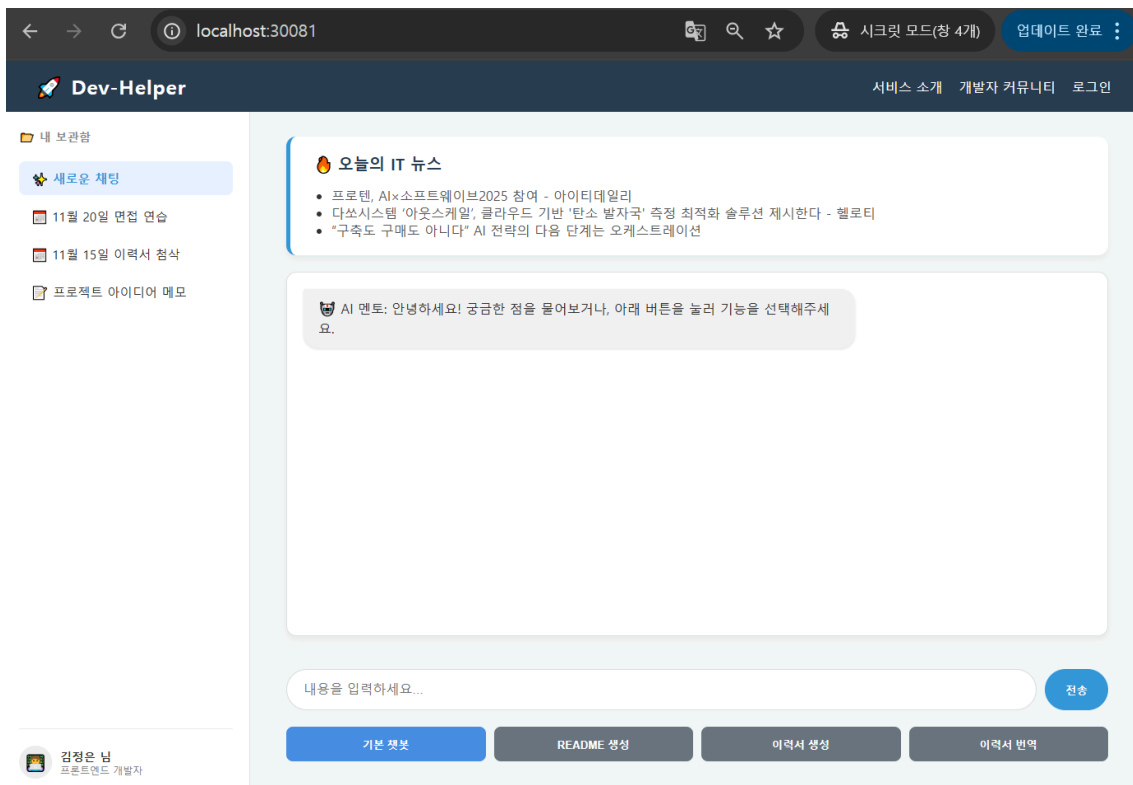 localhost:30081
시크릿 모드(창 4개)
업데이트 완료
Dev-Helper
서비스 소개 개발자 커뮤니티 로그인
내 보관함
새로운 채팅
11월 20일 면접 연습
11월 15일 이력서 첨삭
프로젝트 아이디어 메모
김정은 님
프론트엔드 개발자
오늘의 IT 뉴스
프로텐, AI×소프트웨이브2025 참여 - 아이티데일리
다쏘시스템 '아웃스케일', 클라우드 기반 '탄소 발자국' 측정 최적화 솔루션 제시한다 - 헬로티
“구축도 구매도 아니다” AI 전략의 다음 단계는 오케스트레이션
AI 멘토: 안녕하세요! 궁금한 점을 물어보거나, 아래 버튼을 눌러 기능을 선택해주세
요.
내용을 입력하세요...
전송
기본 챗봇
README 생성
이력서 생성
이력서 번역